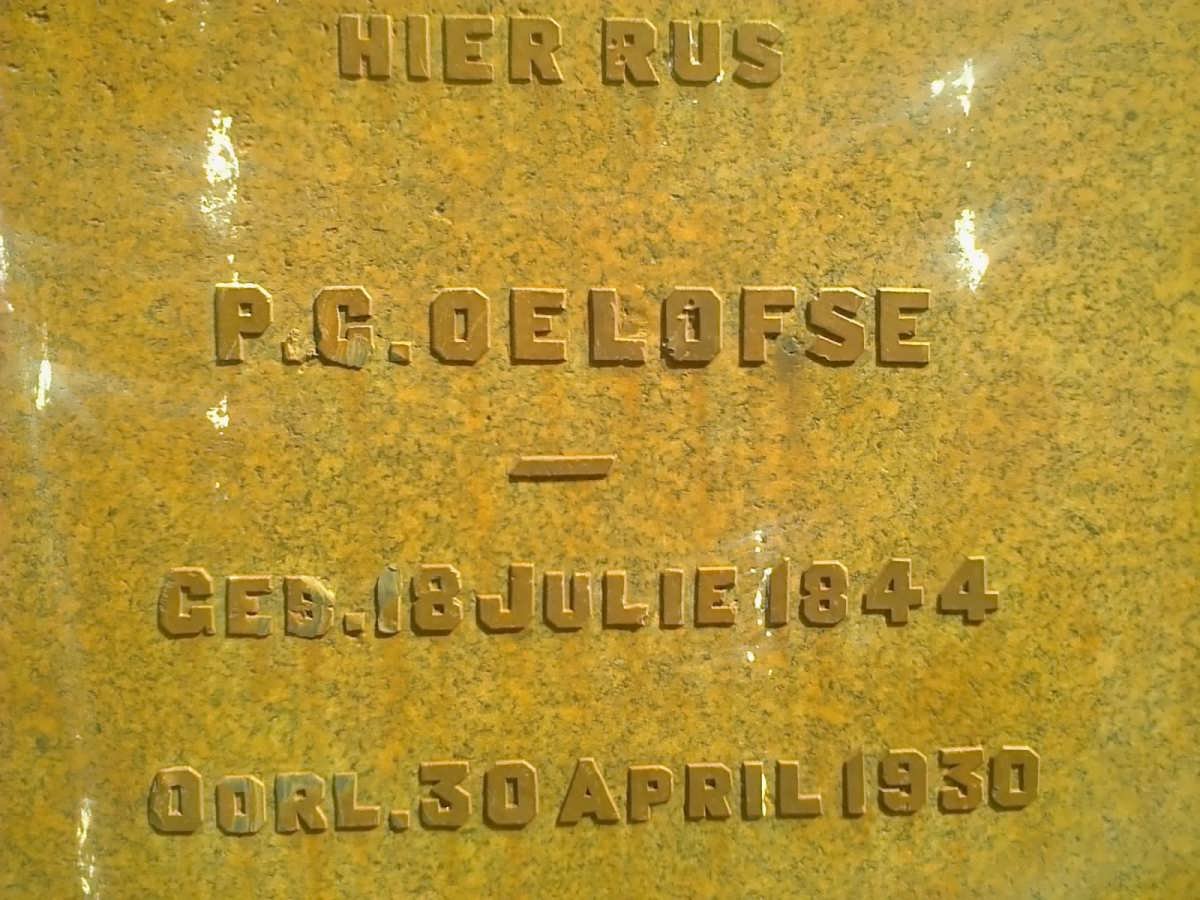 HIER RUS
P.G. OELOFSE
—
GEB. 18 JULIE 1844
OORL. 30 APRIL 1930